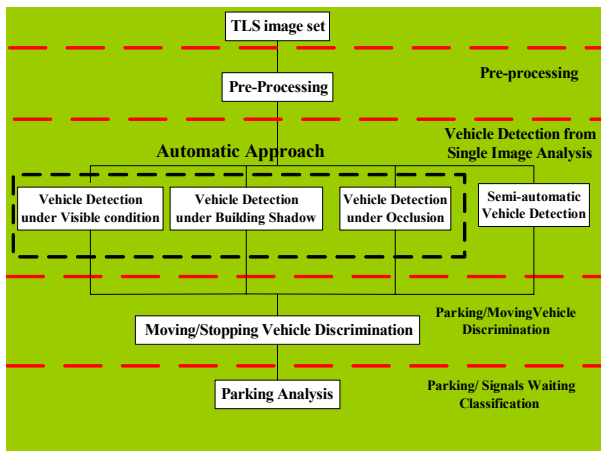 TLS image set
Pre-processing
Pre-Processing
Vehicle Detection from
Single Image Analysis
Automatic Approach
Vehicle Detection
under Visible condition
Vehicle Detection
under Building Shadow
Vehicle Detection
under Occlusion
Semi-automatic
Vehicle Detection
Parking/MovingVehicle
Discrimination
Moving/Stopping Vehicle Discrimination
Parking/ Signals Waiting
Classification
Parking Analysis